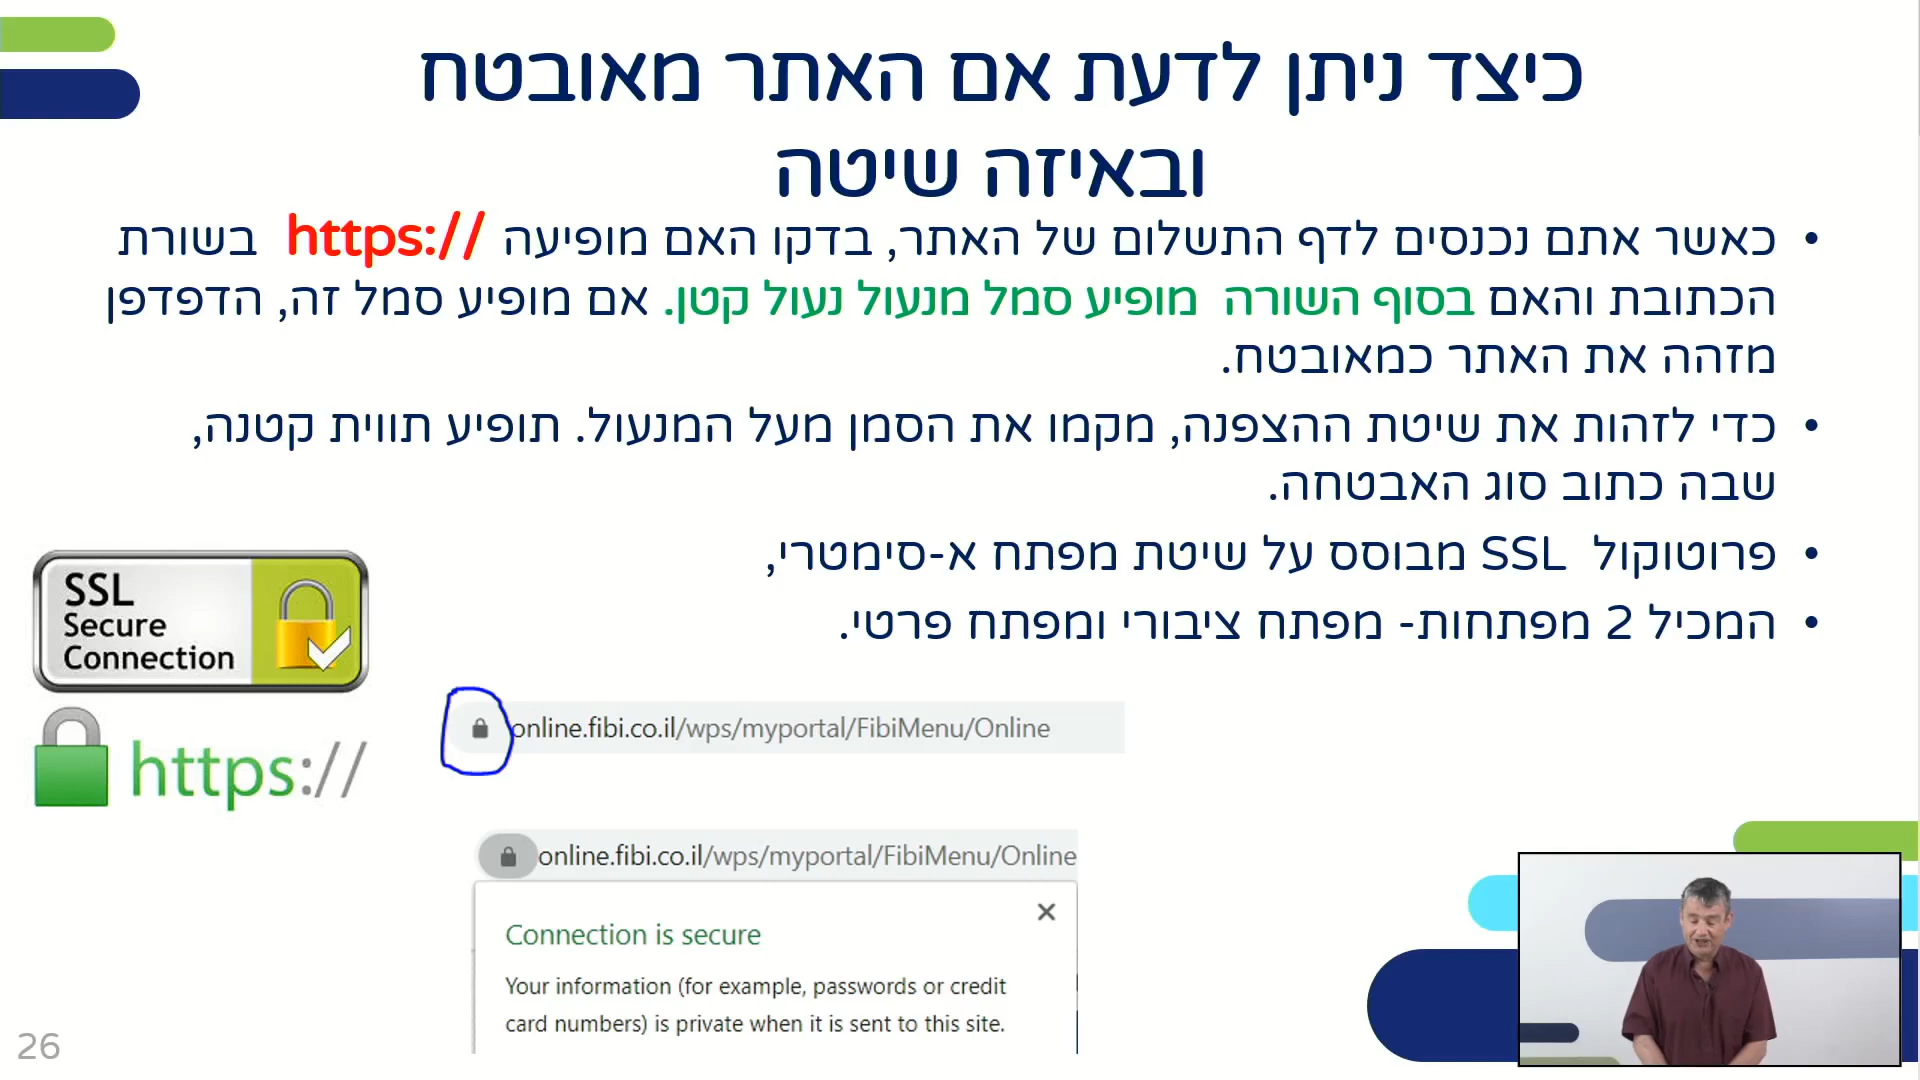 כיצד ניתן לדעת אם האתר מאובטח
ובאיזה שיטה
• כאשר אתם נכנסים לדף התשלום של האתר, בדקו האם מופיעה https:// בשורת
הכתובת והאם בסוף השורה מופיע סמל מנעול נעול קטן. אם מופיע סמל זה, הדפדפן
מזהה את האתר כמאובטח.
• כדי לזהות את שיטת ההצפנה, מקמו את הסמן מעל המנעול. תופיע תווית קטנה,
שבה כתוב סוג האבטחה.
• פרוטוקול SSL מבוסס על שיטת מפתח א-סימטרי,
• המכיל 2 מפתחות- מפתח ציבורי ומפתח פרטי.
SSL
Secure
Connection
https://
online.fibi.co.il/wps/myportal/FibiMenu/Online
online.fibi.co.il/wps/myportal/FibiMenu/Online
Connection is secure
Your information (for example, passwords or credit
card numbers) is private when it is sent to this site.
26